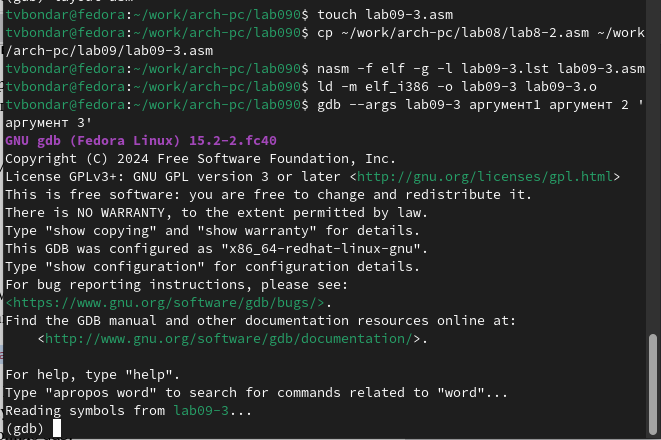 tvbondar@fedora:~/work/arch-pc/lab090$ touch lab09-3.asm
tvbondar@fedora:~/work/arch-pc/lab090$ cp ~/work/arch-pc/lab08/lab8-2.asm ~/work
/arch-pc/lab09/lab09-3.asm
tvbondar@fedora:~/work/arch-pc/lab090$ nasm -f elf -g -l lab09-3.lst lab09-3.asm
tvbondar@fedora:~/work/arch-pc/lab090$ ld -m elf_i386 -o lab09-3 lab09-3.o
tvbondar@fedora:~/work/arch-pc/lab090$ gdb --args lab09-3 аргумент1 аргумент 2 '
аргумент 3'
GNU gdb (Fedora Linux) 15.2-2.fc40
Copyright (C) 2024 Free Software Foundation, Inc.
License GPLv3+: GNU GPL version 3 or later <http://gnu.org/licenses/gpl.html>
This is free software: you are free to change and redistribute it.
There is NO WARRANTY, to the extent permitted by law.
Type "show copying" and "show warranty" for details.
This GDB was configured as "x86_64-redhat-linux-gnu".
Type "show configuration" for configuration details.
For bug reporting instructions, please see:
<https://www.gnu.org/software/gdb/bugs/>.
Find the GDB manual and other documentation resources online at:
    <http://www.gnu.org/software/gdb/documentation/>.

For help, type "help".
Type "apropos word" to search for commands related to "word"...
Reading symbols from lab09-3...
(gdb)